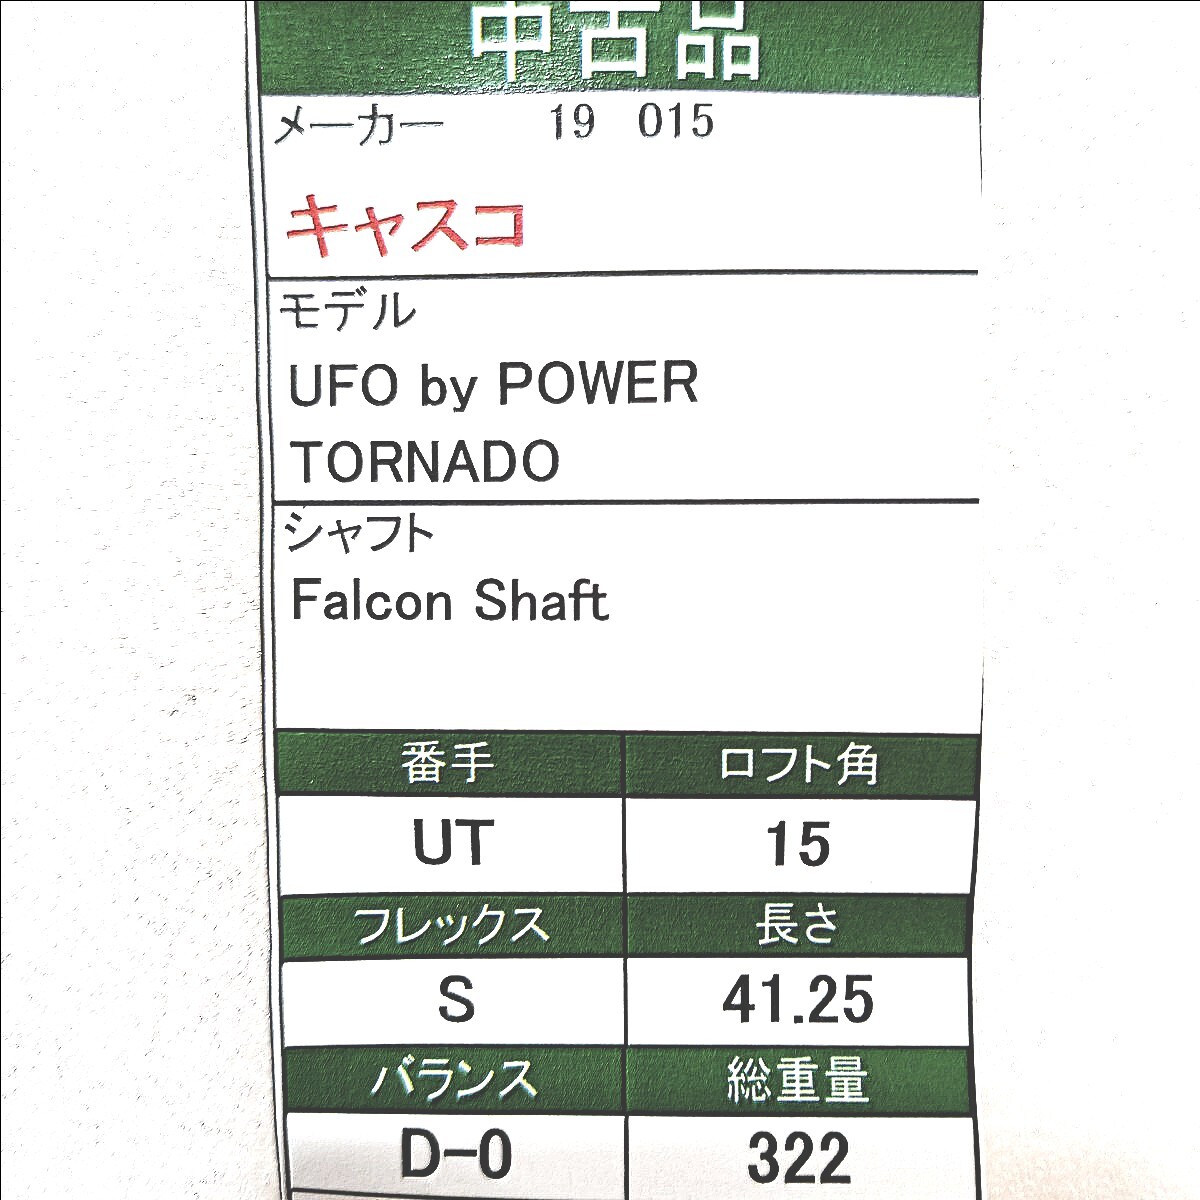 中古品
メーカー 19 015
キャスコ
モデル
UFO by POWER
TORNADO
シャフト
Falcon Shaft
番手 ロフト角
UT 15
フレックス 長さ
S 41.25
バランス 総重量
D-0 322